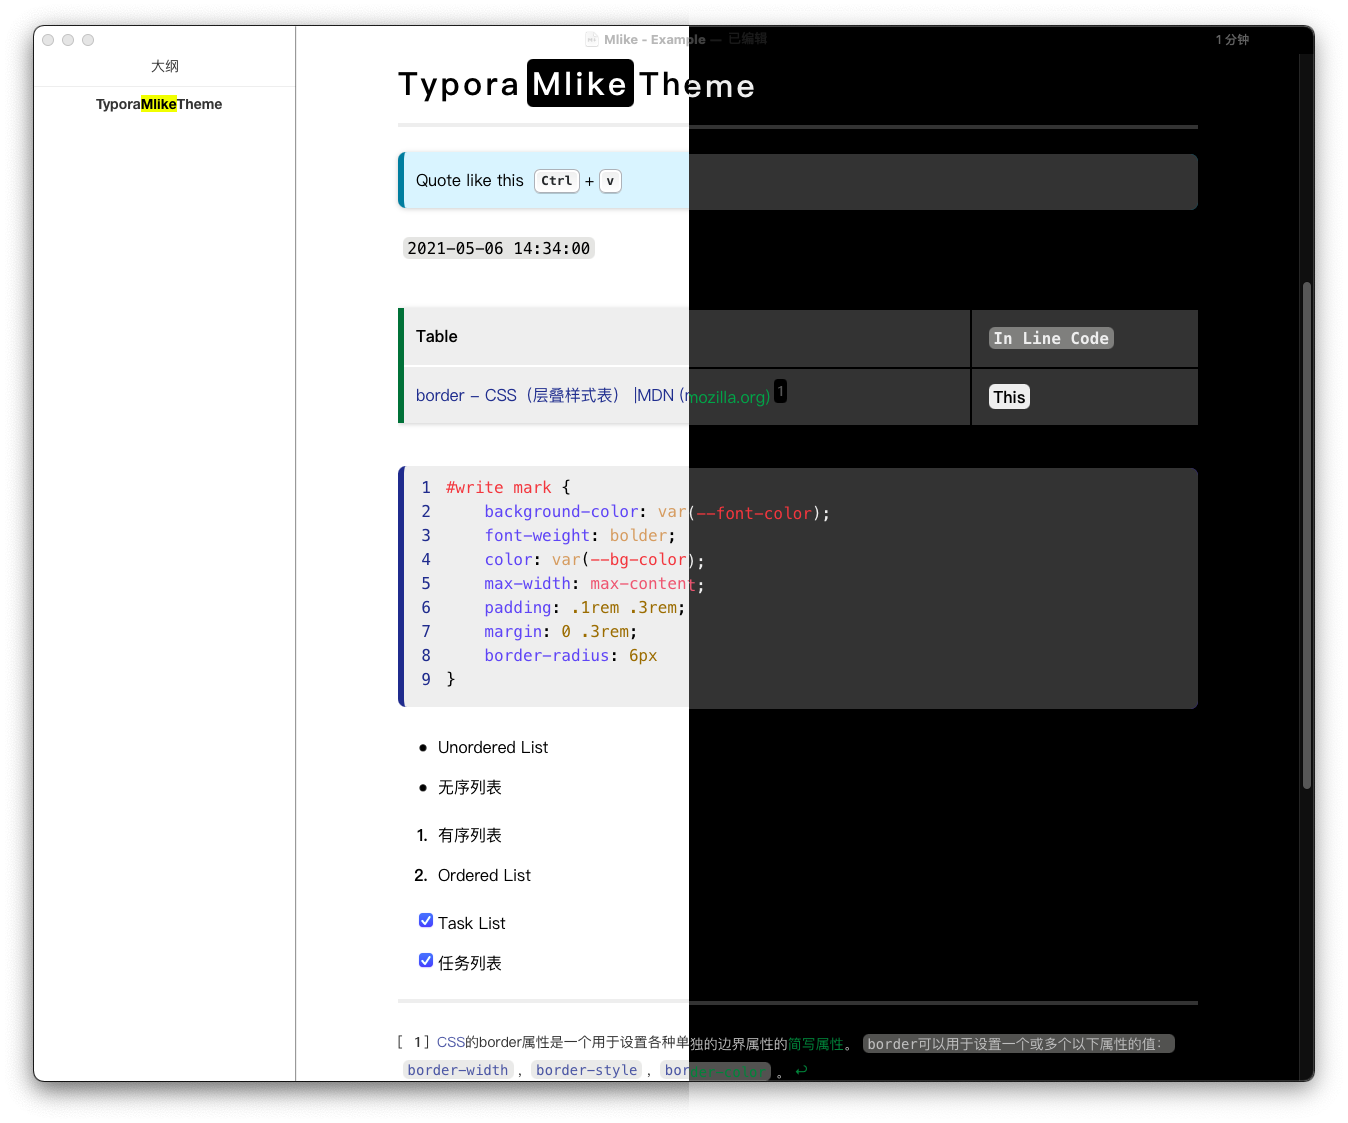 Mlike - Example — 已编辑
1 分钟
大纲
TyporaMlikeTheme
Typora Mlike Theme
Quote like this Ctrl + v
2021-05-06 14:34:00
Table In Line Code
border - CSS（层叠样式表） |MDN (mozilla.org) 1 This
1 #write mark {
2     background-color: var(--font-color);
3     font-weight: bolder;
4     color: var(--bg-color);
5     max-width: max-content;
6     padding: .1rem .3rem;
7     margin: 0 .3rem;
8     border-radius: 6px
9 }
• Unordered List
• 无序列表
1. 有序列表
2. Ordered List
Task List
任务列表
[ 1] CSS的border属性是一个用于设置各种单独的边界属性的简写属性。 border可以用于设置一个或多个以下属性的值：
border-width ， border-style ， border-color 。 ↩